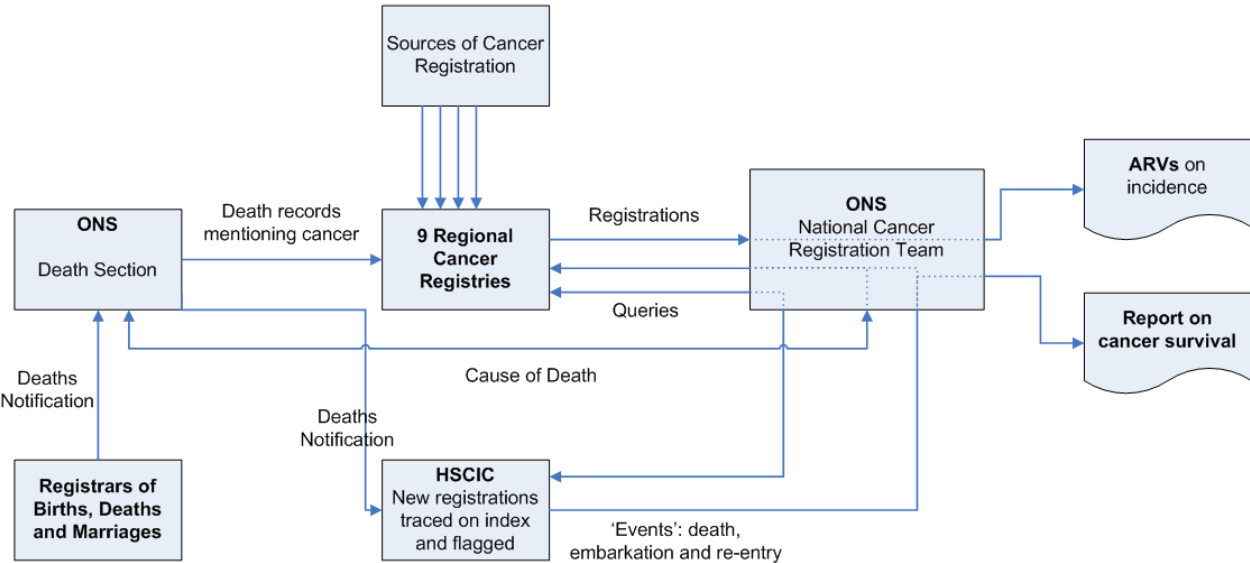 Sources of Cancer
Registration
ARVs on
incidence
ONS
Death Section
Death records
mentioning cancer
9 Regional
Cancer
Registries
Registrations
Queries
ONS
National Cancer
Registration Team
Report on
cancer survival
Cause of Death
Deaths
Notification
Deaths
Notification
Registrars of
Births, Deaths
and Marriages
HSCIC
New registrations
traced on index
and flagged
‘Events’: death,
embarkation and re-entry